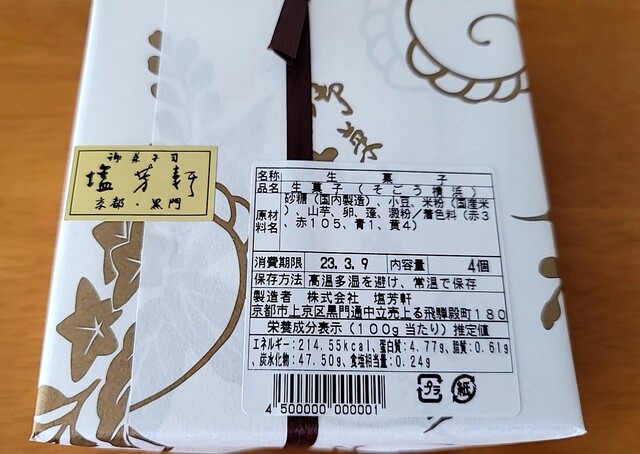 御菓子司
塩芳軒
京都・黒門
御菓
名称 生菓子
品名 生菓子(そごう横浜)
原材料名 砂糖(国内製造)、小豆、米粉(国産米
)、山芋、卵、蓬、澱粉/着色料(赤3
、赤105、青1、黄4)
消費期限 23.3.9 内容量 4個
保存方法 高温多湿を避け、常温で保存
製造者 株式会社 塩芳軒
京都市上京区黒門通中立売上る飛騨殿町180
栄養成分表示(100g当たり)推定値
エネルギー:214.55kcal、蛋白質:4.77g、脂質:0.61g
、炭水化物:47.50g、食塩相当量:0.24g
プラ 紙
4 500000 000001